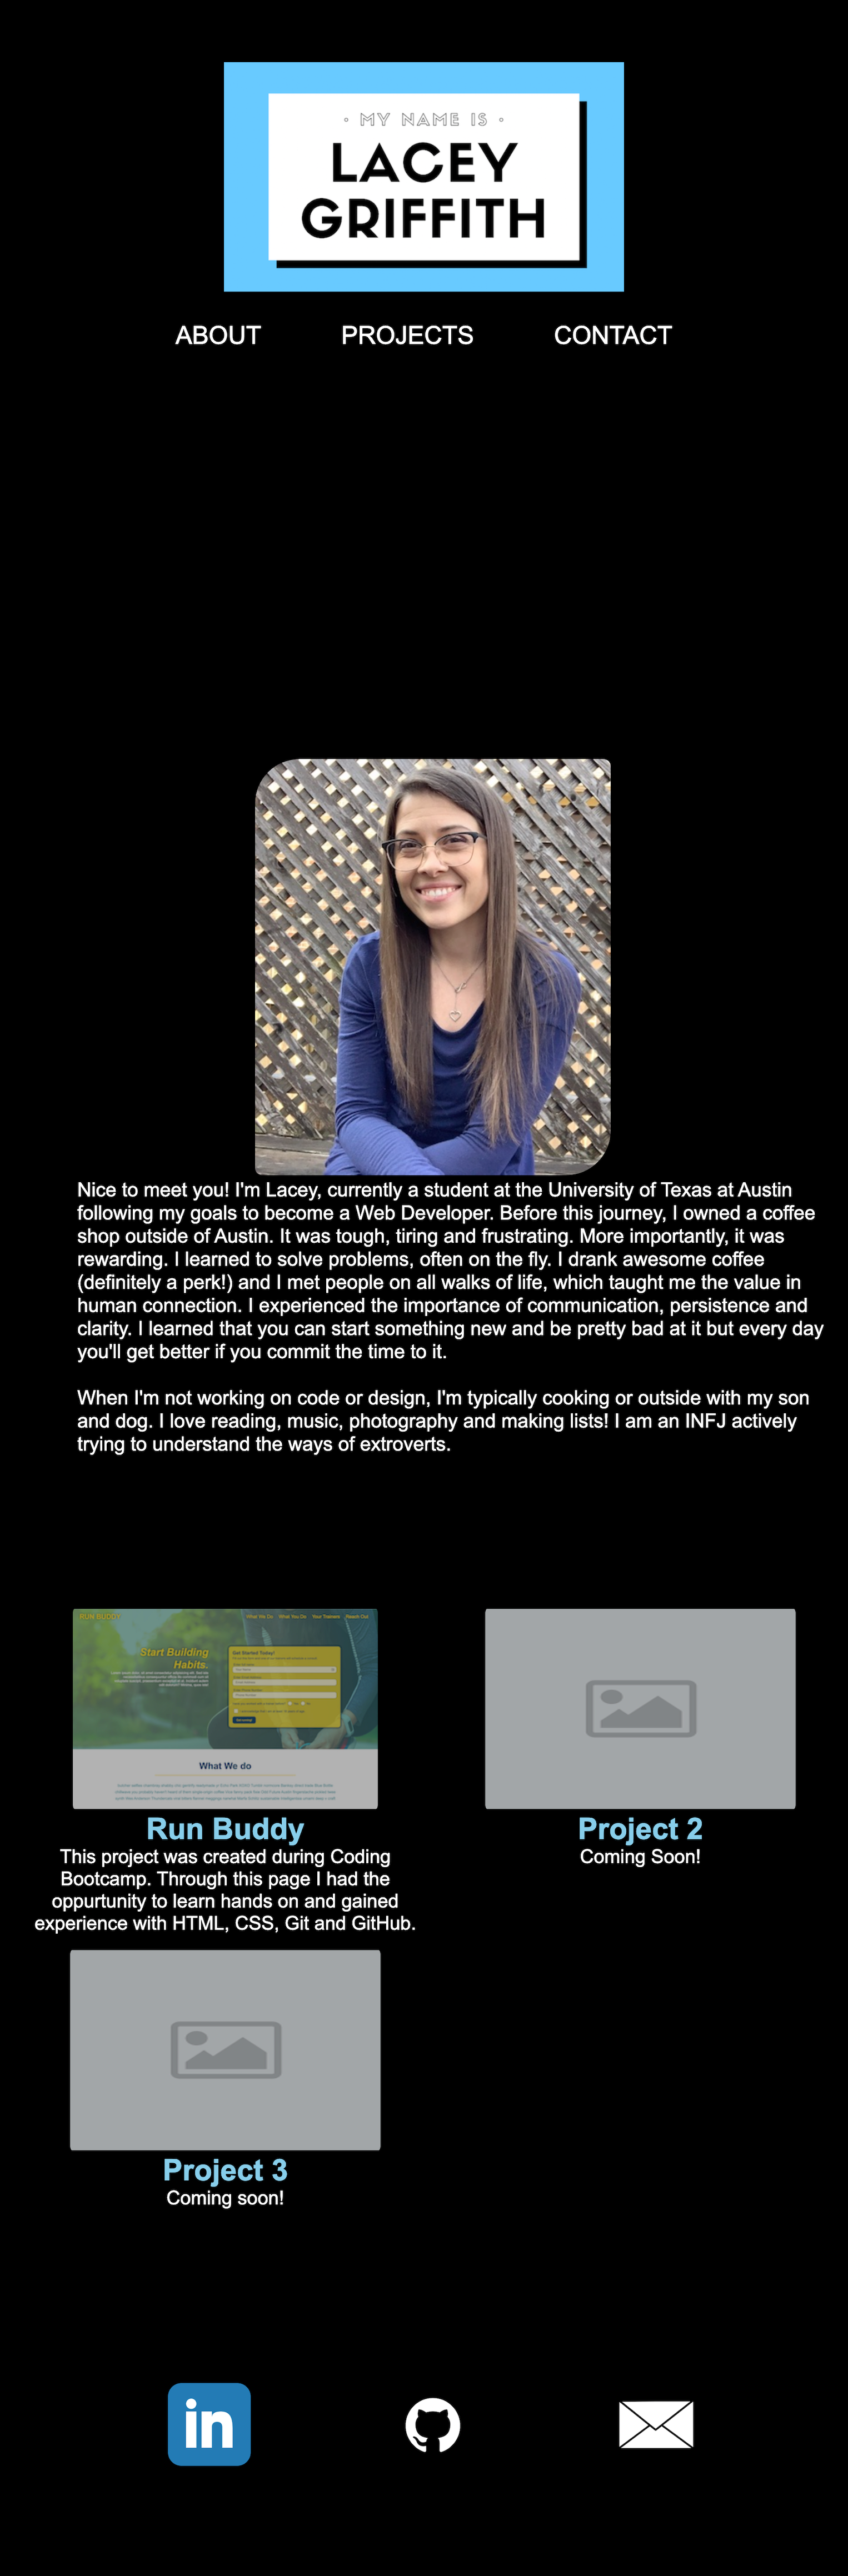 • MY NAME IS •
LACEY
GRIFFITH
ABOUT PROJECTS CONTACT
Nice to meet you! I'm Lacey, currently a student at the University of Texas at Austin
following my goals to become a Web Developer. Before this journey, I owned a coffee
shop outside of Austin. It was tough, tiring and frustrating. More importantly, it was
rewarding. I learned to solve problems, often on the fly. I drank awesome coffee
(definitely a perk!) and I met people on all walks of life, which taught me the value in
human connection. I experienced the importance of communication, persistence and
clarity. I learned that you can start something new and be pretty bad at it but every day
you'll get better if you commit the time to it.
When I'm not working on code or design, I'm typically cooking or outside with my son
and dog. I love reading, music, photography and making lists! I am an INFJ actively
trying to understand the ways of extroverts.
RUN BUDDY What We Do What You Do Your Trainers Reach Out
Start Building
Habits.
Get Started Today!
What We do
Run Buddy
This project was created during Coding
Bootcamp. Through this page I had the
oppurtunity to learn hands on and gained
experience with HTML, CSS, Git and GitHub.
Project 2
Coming Soon!
Project 3
Coming soon!
in